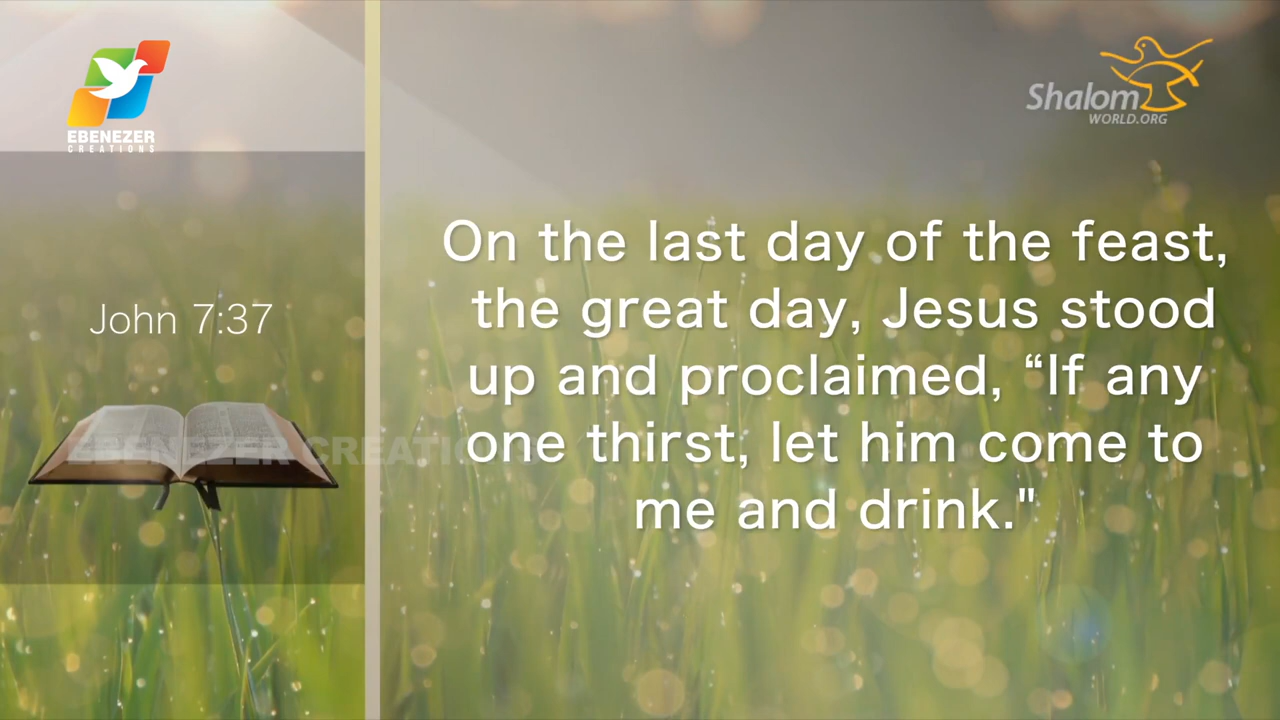 EBENEZER
CREATIONS
Shalom
WORLD.ORG
John 7:37
On the last day of the feast,
the great day, Jesus stood
up and proclaimed, “If any
one thirst, let him come to
me and drink."
EBENEZER CREATIONS